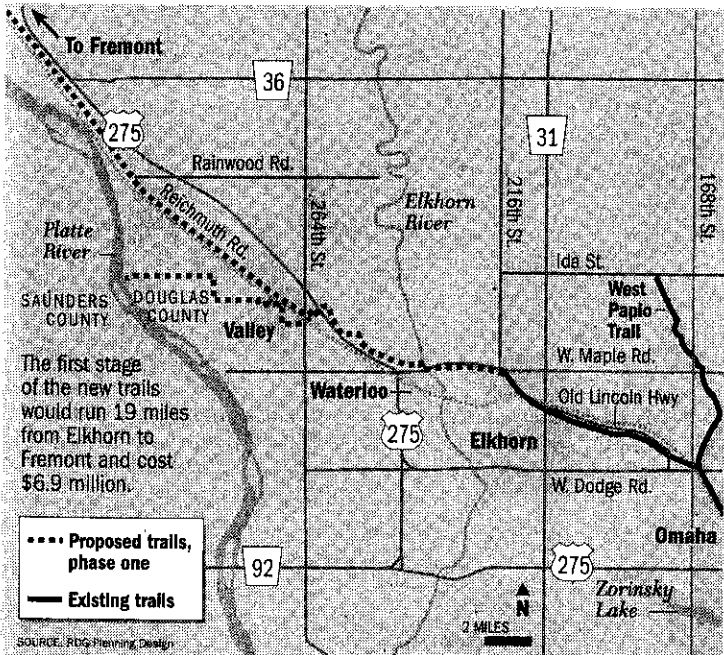 To Fremont
36
275
31
Rainwood Rd.
Reichmuth Rd.
264th St.
Elkhorn
River
216th St.
168th St.
Platte
River
Ida St.
SAUNDERS
COUNTY
DOUGLAS
COUNTY
Valley
West
Papio
Trail
W. Maple Rd.
The first stage
of the new trails
would run 19 miles
from Elkhorn to
Fremont and cost
$6.9 million.
Waterloo
Old Lincoln Hwy
275
Elkhorn
W. Dodge Rd.
Omaha
Proposed trails,
phase one
Existing trails
92
275
Zorinsky
Lake
N
2 MILES
SOURCE: RDG Planning Design